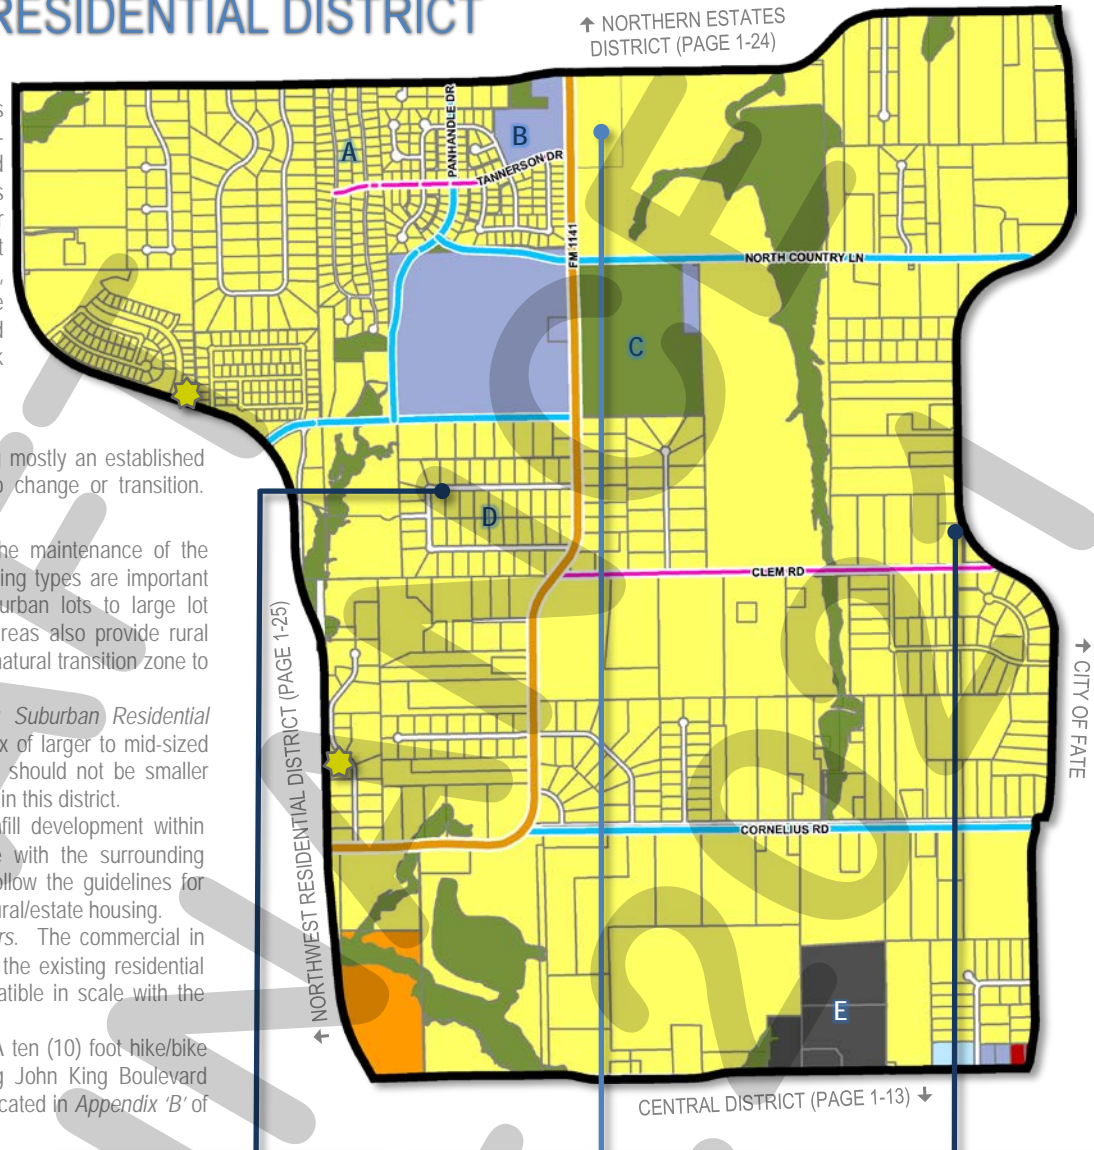 RESIDENTIAL DISTRICT
↑ NORTHERN ESTATES
DISTRICT (PAGE 1-24)
s
d
s
r
t
,
e
d
k
g mostly an established
o change or transition.
he maintenance of the
ing types are important
urban lots to large lot
reas also provide rural
natural transition zone to
Suburban Residential
x of larger to mid-sized
should not be smaller
in this district.
nfill development within
e with the surrounding
ollow the guidelines for
ural/estate housing.
rs. The commercial in
the existing residential
atible in scale with the
A ten (10) foot hike/bike
g John King Boulevard
cated in Appendix 'B' of
A
B
PANHANDLE DR
TANNERSON DR
FM 1141
NORTH COUNTRY LN
C
D
CLEM RD
← NORTHWEST RESIDENTIAL DISTRICT (PAGE 1-25)
→ CITY OF FATE
CORNELIUS RD
E
CENTRAL DISTRICT (PAGE 1-13) ↓